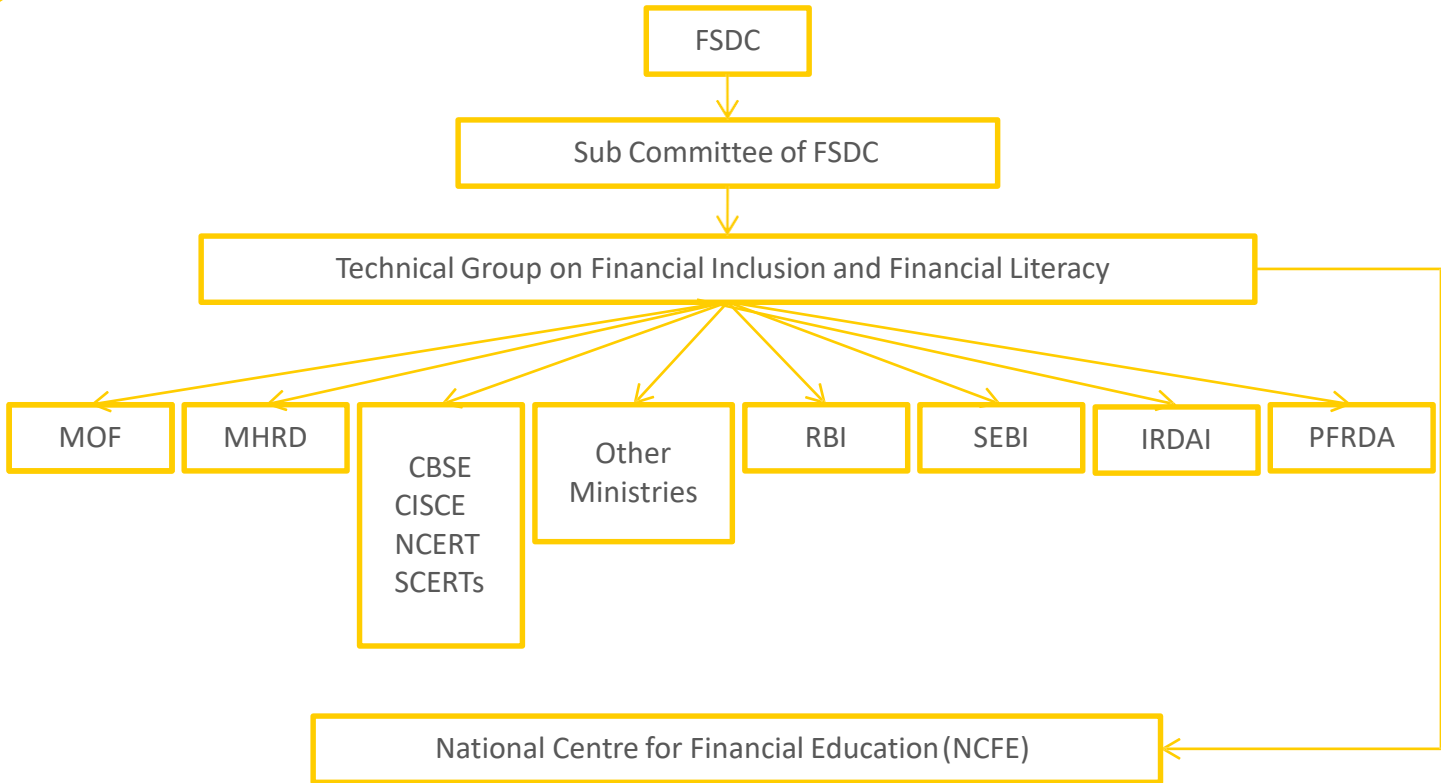 FSDC
Sub Committee of FSDC
Technical Group on Financial Inclusion and Financial Literacy
MOF
MHRD
CBSE
CISCE
NCERT
SCERTs
Other
Ministries
RBI
SEBI
IRDAI
PFRDA
National Centre for Financial Education (NCFE)